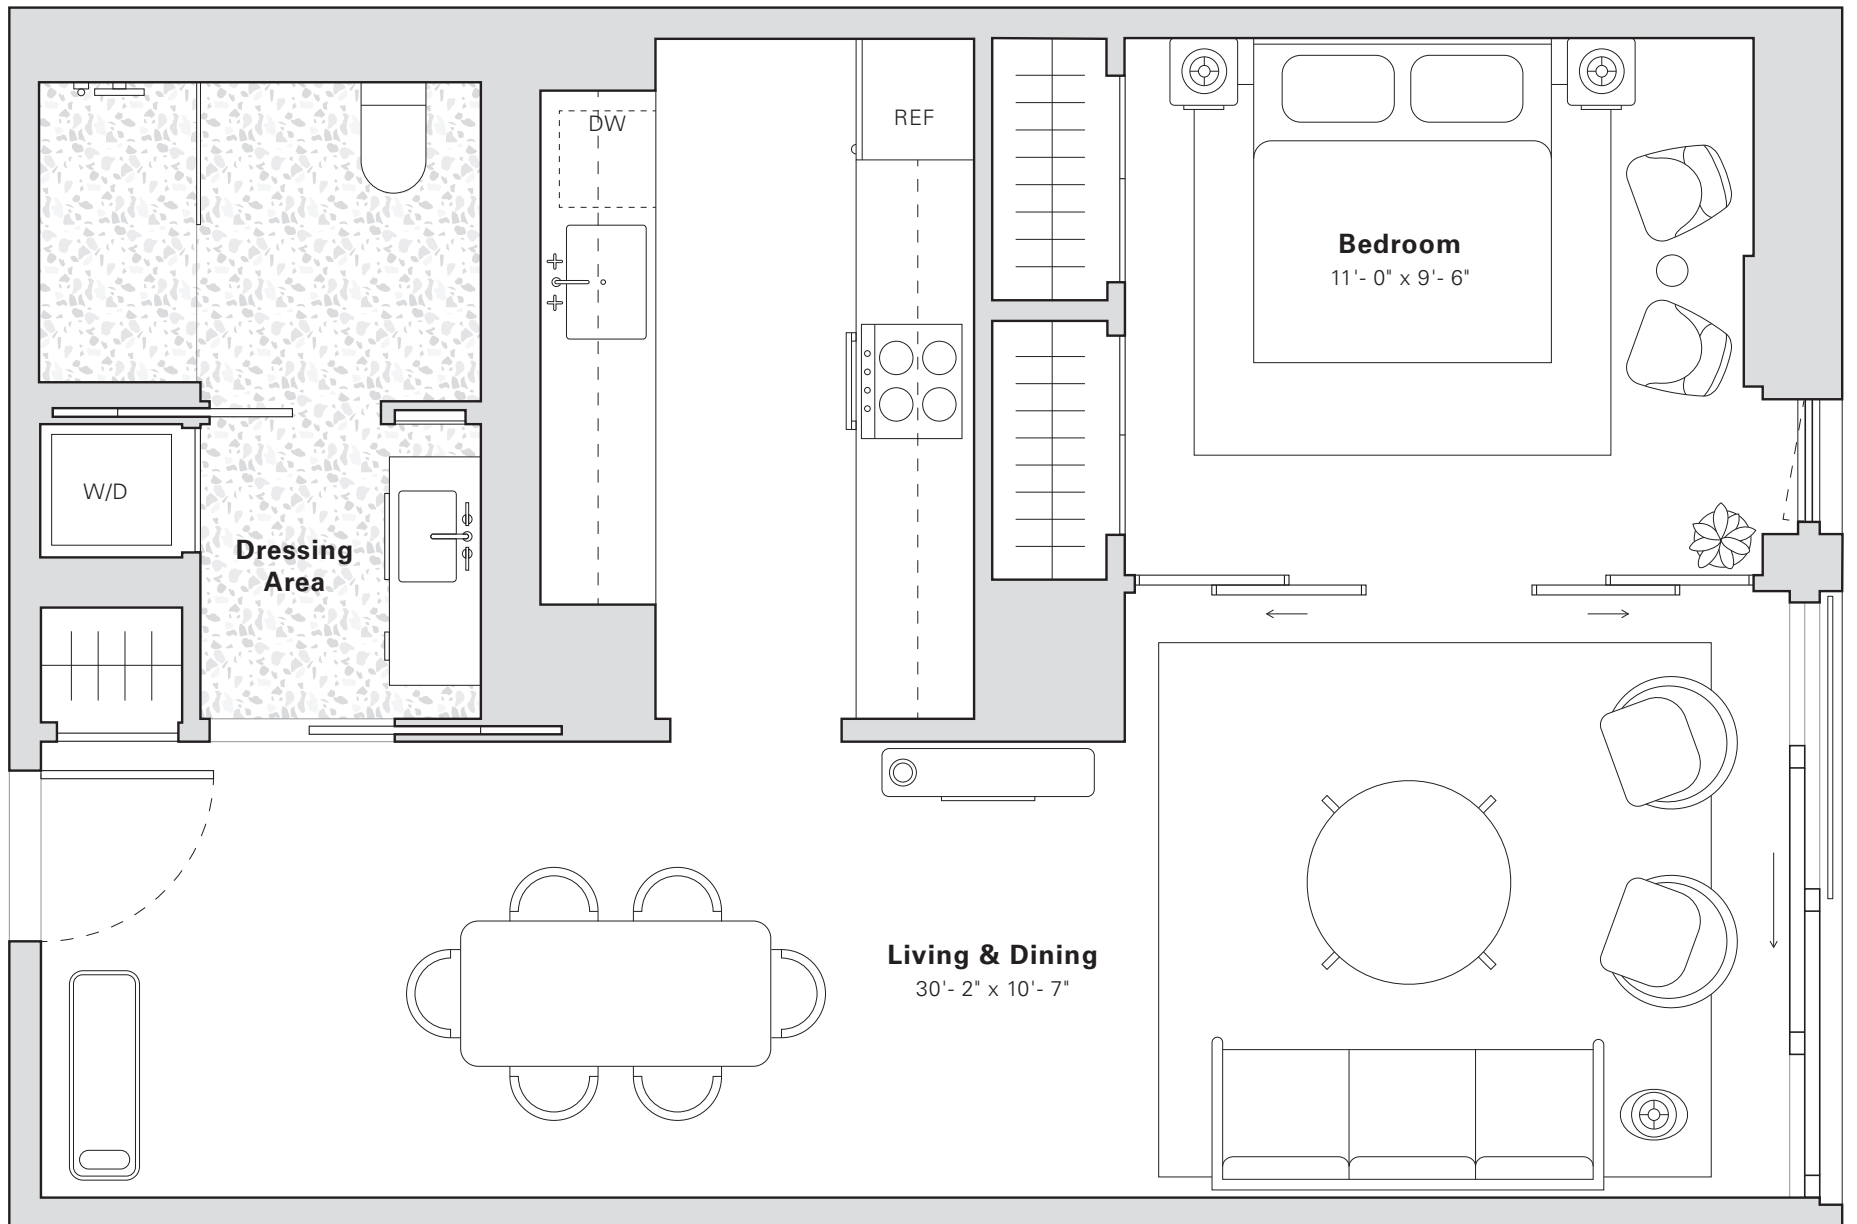 DW
REF
Bedroom
11'- 0" x 9'- 6"
W/D
Dressing
Area
Living & Dining
30'- 2" x 10'- 7"